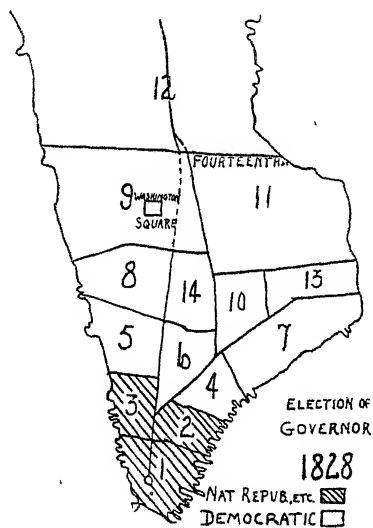 12
FOURTEENTH ST
9 WASHINGTON
SQUARE
11
8
14
10
13
5
6
7
4
3
2
1
ELECTION OF
GOVERNOR
1828
NAT REPUB., ETC.
DEMOCRATIC